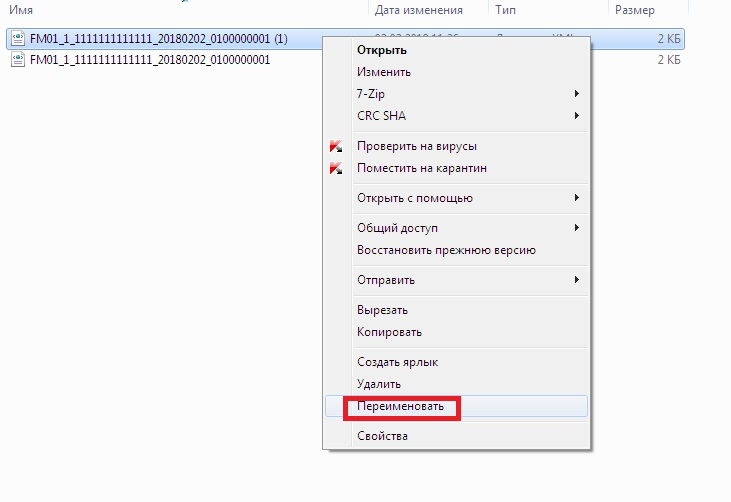 Имя Дата изменения Тип Размер
FM01_1_1111111111111_20180202_0100000001 (1) 2 КБ
FM01_1_1111111111111_20180202_0100000001 2 КБ
Открыть
Изменить
7-Zip
CRC SHA
Проверить на вирусы
Поместить на карантин
Открыть с помощью
Общий доступ
Восстановить прежнюю версию
Отправить
Вырезать
Копировать
Создать ярлык
Удалить
Переименовать
Свойства